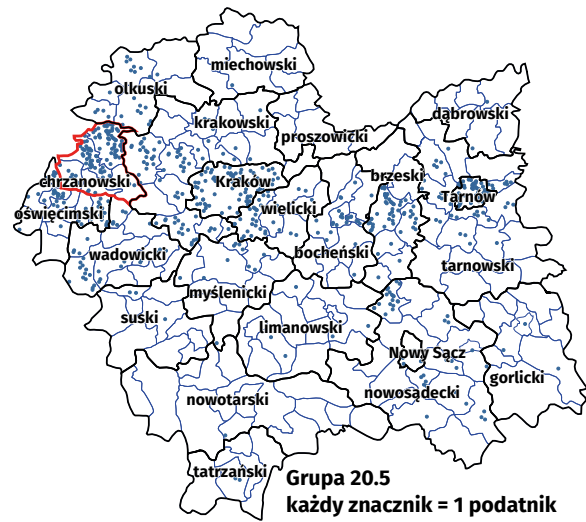 miechowski
olkuski
dąbrowski
krakowski
proszowicki
brzeski
chrzanowski
Kraków
Tarnów
oświęcimski
wielicki
wadowicki
bocheński
tarnowski
myślenicki
suski
limanowski
Nowy Sącz
gorlicki
nowotarski
nowosądecki
tatrzański
Grupa 20.5
każdy znacznik = 1 podatnik